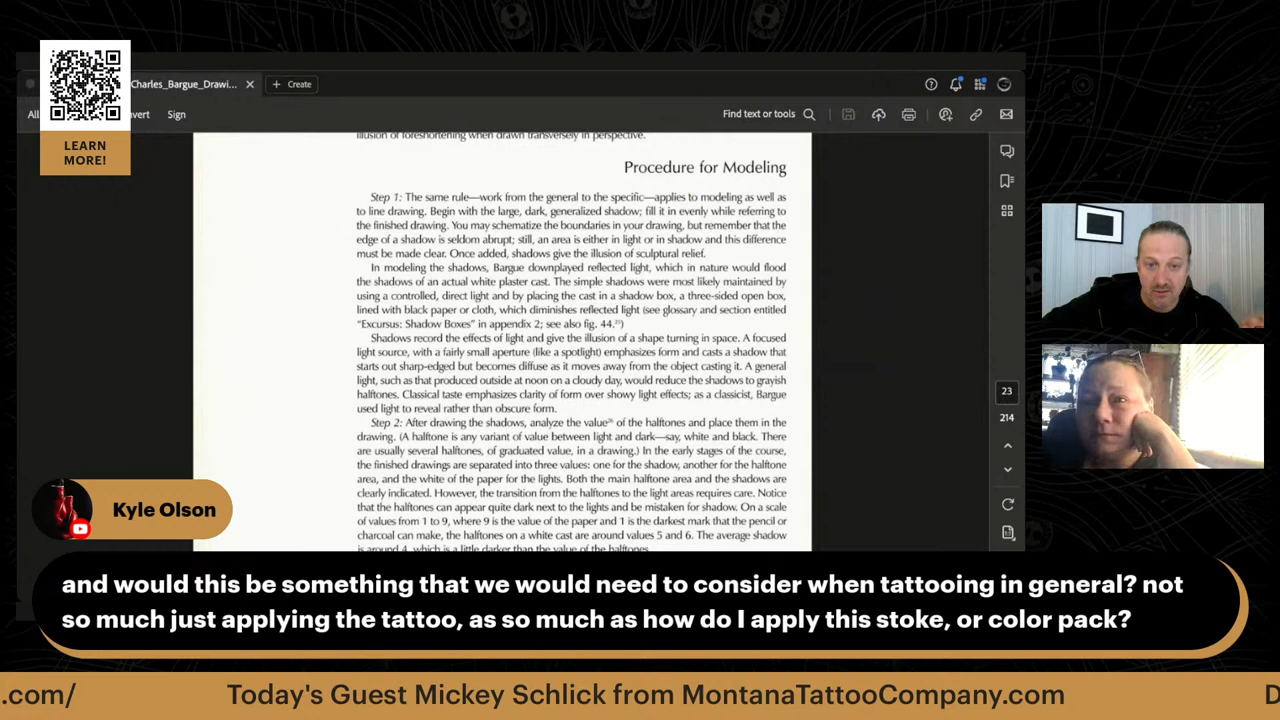 Charles_Bargue_Drawi...
Create
LEARN
MORE!
All
nvert
Sign
Find text or tools
illusion of foreshortening when drawn transversely in perspective.
Procedure for Modeling
Step 1: The same rule—work from the general to the specific—applies to modeling as well as
to line drawing. Begin with the large, dark, generalized shadow; fill it in evenly while referring to
the finished drawing. You may schematize the boundaries in your drawing, but remember that the
edge of a shadow is seldom abrupt; still, an area is either in light or in shadow and this difference
must be made clear. Once added, shadows give the illusion of sculptural relief.
In modeling the shadows, Bargue downplayed reflected light, which in nature would flood
the shadows of an actual white plaster cast. The simple shadows were most likely maintained by
using a controlled, direct light and by placing the cast in a shadow box, a three-sided open box,
lined with black paper or cloth, which diminishes reflected light (see glossary and section entitled
“Excursus: Shadow Boxes” in appendix 2; see also fig. 44.
Shadows record the effects of light and give the illusion of a shape turning in space. A focused
light source, with a fairly small aperture (like a spotlight) emphasizes form and casts a shadow that
starts out sharp-edged but becomes diffuse as it moves away from the object casting it. A general
light, such as that produced outside at noon on a cloudy day, would reduce the shadows to grayish
halftones. Classical taste emphasizes clarity of form over showy light effects; as a classicist, Bargue
used light to reveal rather than obscure form.
Step 2: After drawing the shadows, analyze the value of the halftones and place them in the
drawing. (A halftone is any variant of value between light and dark—say, white and black. There
are usually several halftones, of graduated value, in a drawing.) In the early stages of the course,
the finished drawings are separated into three values: one for the shadow, another for the halftone
area, and the white of the paper for the lights. Both the main halftone area and the shadows are
clearly indicated. However, the transition from the halftones to the light areas requires care. Notice
that the halftones can appear quite dark next to the lights and be mistaken for shadow. On a scale
of values from 1 to 9, where 9 is the value of the paper and 1 is the darkest mark that the pencil or
charcoal can make, the halftones on a white cast are around values 5 and 6. The average shadow
is around 4, which is a little darker than the value of the halftones.
23
214
Kyle Olson
and would this be something that we would need to consider when tattooing in general? not
so much just applying the tattoo, as so much as how do I apply this stoke, or color pack?
.com/
Today's Guest Mickey Schlick from MontanaTattooCompany.com
D